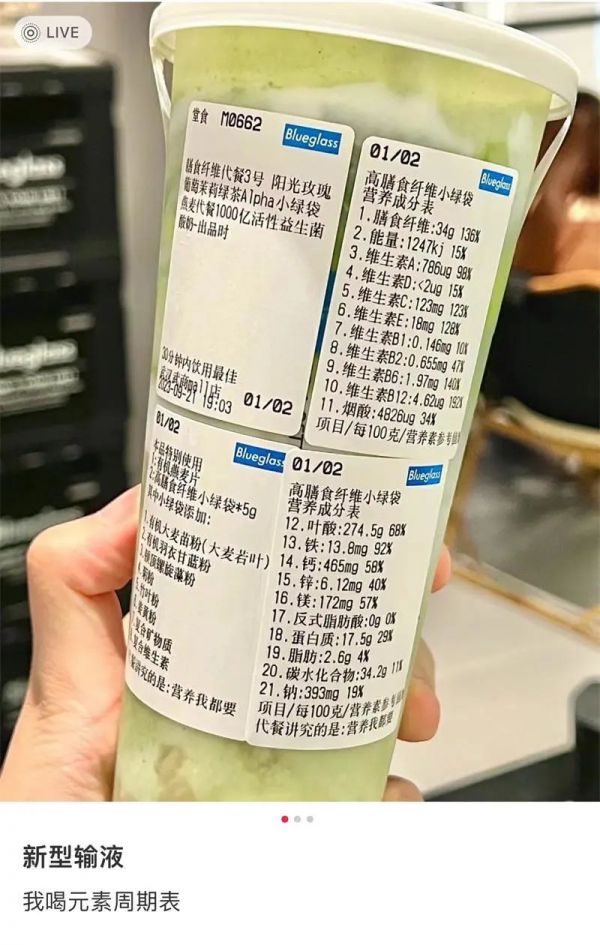 LIVE
堂食 M0662
Blueglass
膳食纤维代餐3号 阳光玫瑰
葡萄茉莉绿茶Alpha小绿袋
燕麦代餐1000亿活性益生菌
酸奶-出品时
30分钟内饮用最佳
武商mall店
2023-09-21 19:03
01/02
01/02
Blueglass
高膳食纤维小绿袋
营养成分表
1.膳食纤维:34g 136%
2.能量:1247kj 15%
3.维生素A:786ug 98%
4.维生素D:<2ug 15%
5.维生素C:123mg 123%
6.维生素E:18mg 128%
7.维生素B1:0.146mg 10%
8.维生素B2:0.655mg 47%
9.维生素B6:1.97mg 140%
10.维生素B12:4.62ug 192%
11.烟酸:4826ug 34%
项目/每100克/营养素参考值
01/02
Blueglass
本品特别使用
1.有机燕麦片
2.高膳食纤维小绿袋*5g
其中小绿袋添加:
1.有机大麦苗粉(大麦若叶)
2.有机羽衣甘蓝粉
螺旋藻粉
竹叶粉
复合矿物质
复合维生素
讲究的是:营养我都要
01/02
Blueglass
高膳食纤维小绿袋
营养成分表
12.叶酸:274.5g 68%
13.铁:13.8mg 92%
14.钙:465mg 58%
15.锌:6.12mg 40%
16.镁:172mg 57%
17.反式脂肪酸:0g 0%
18.蛋白质:17.5g 29%
19.脂肪:2.6g 4%
20.碳水化合物:34.2g 11%
21.钠:393mg 19%
项目/每100克/营养素参考值
代餐讲究的是:营养我都要
新型输液
我喝元素周期表